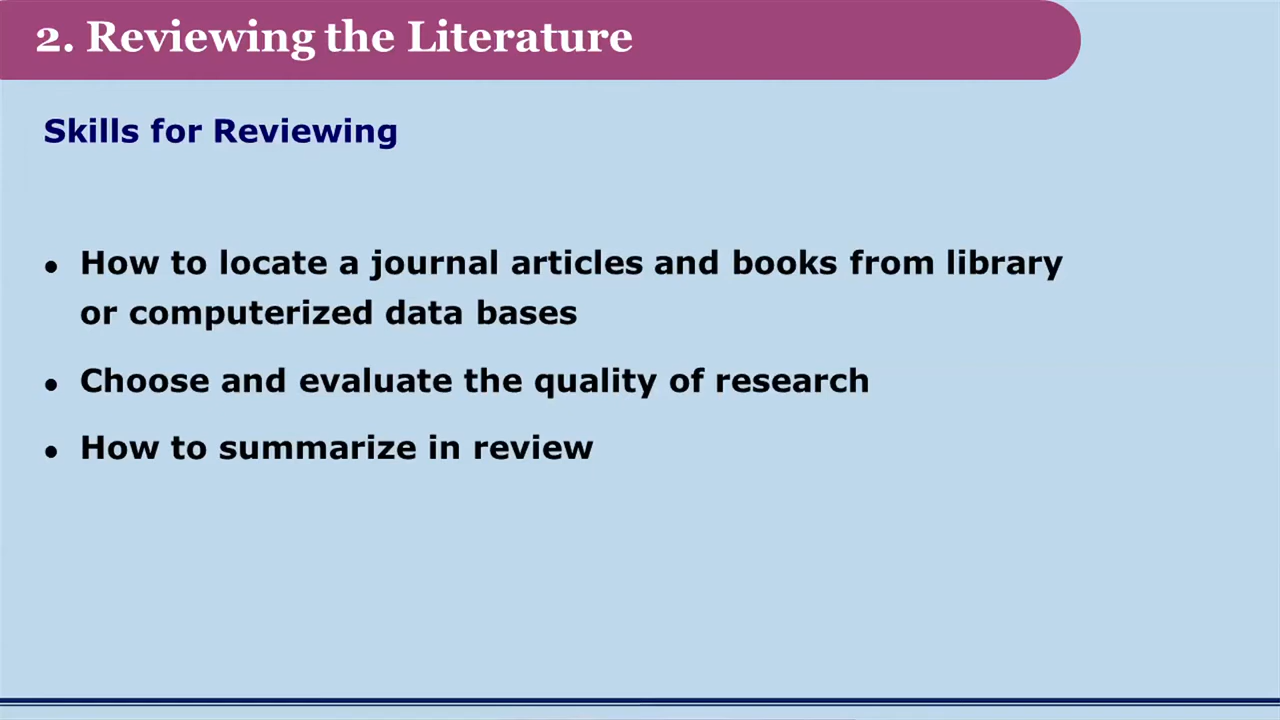 2. Reviewing the Literature
Skills for Reviewing
• How to locate a journal articles and books from library
or computerized data bases
• Choose and evaluate the quality of research
• How to summarize in review